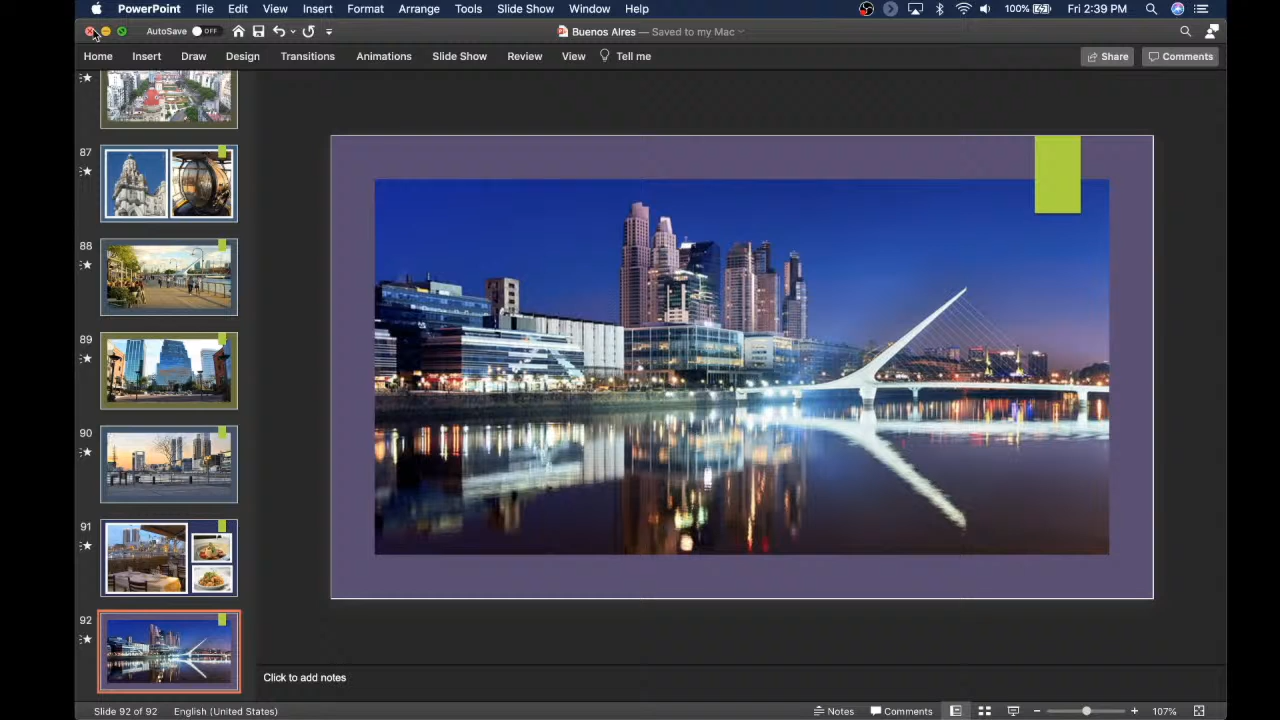 PowerPoint File Edit View Insert Format Arrange Tools Slide Show Window Help 100% Fri 2:39 PM
AutoSave OFF Buenos AIres — Saved to my Mac
Home Insert Draw Design Transitions Animations Slide Show Review View Tell me Share Comments
87
88
89
90
91
92
Click to add notes
Slide 92 of 92 English (United States) Notes Comments 107%